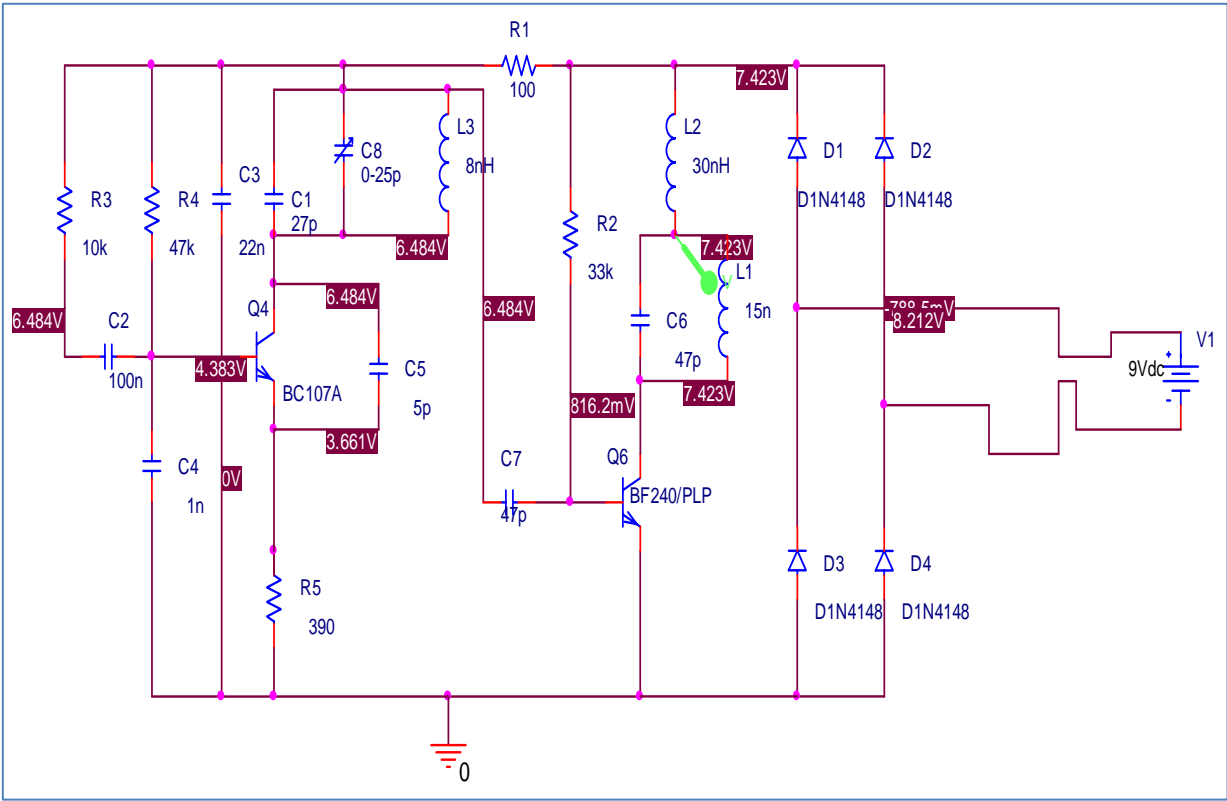 R1
100
7.423V
L3
8nH
C8
0-25p
L2
30nH
D1
D1N4148
D2
D1N4148
R3
10k
R4
47k
C3
22n
C1
27p
R2
33k
6.484V
7.423V
L1
15n
6.484V
6.484V
6.484V
C2
100n
Q4
BC107A
4.383V
C5
5p
C6
47p
-788.5mV
8.212V
V1
9Vdc
+
-
7.423V
816.2mV
3.661V
C4
1n
0V
C7
47p
Q6
BF240/PLP
R5
390
D3
D1N4148
D4
D1N4148
0